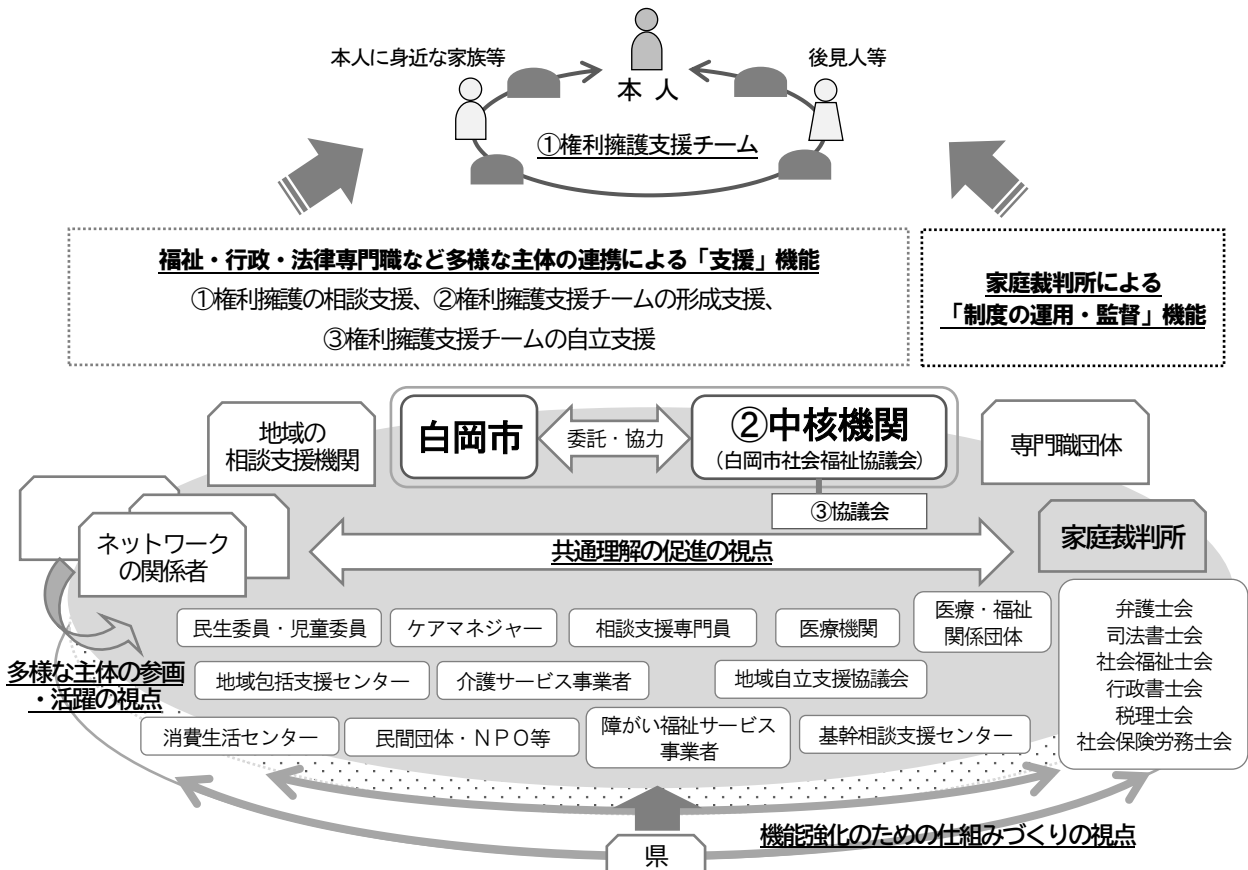 本人に身近な家族等
後見人等
本 人
①権利擁護支援チーム
福祉・行政・法律専門職など多様な主体の連携による「支援」機能
①権利擁護の相談支援、②権利擁護支援チームの形成支援、
③権利擁護支援チームの自立支援
家庭裁判所による
「制度の運用・監督」機能
地域の
相談支援機関
白岡市
委託・協力
②中核機関
（白岡市社会福祉協議会）
専門職団体
③協議会
ネットワーク
の関係者
共通理解の促進の視点
家庭裁判所
民生委員・児童委員
ケアマネジャー
相談支援専門員
医療機関
医療・福祉
関係団体
弁護士会
司法書士会
社会福祉士会
行政書士会
税理士会
社会保険労務士会
多様な主体の参画
・活躍の視点
地域包括支援センター
介護サービス事業者
地域自立支援協議会
消費生活センター
民間団体・ＮＰＯ等
障がい福祉サービス
事業者
基幹相談支援センター
機能強化のための仕組みづくりの視点
県